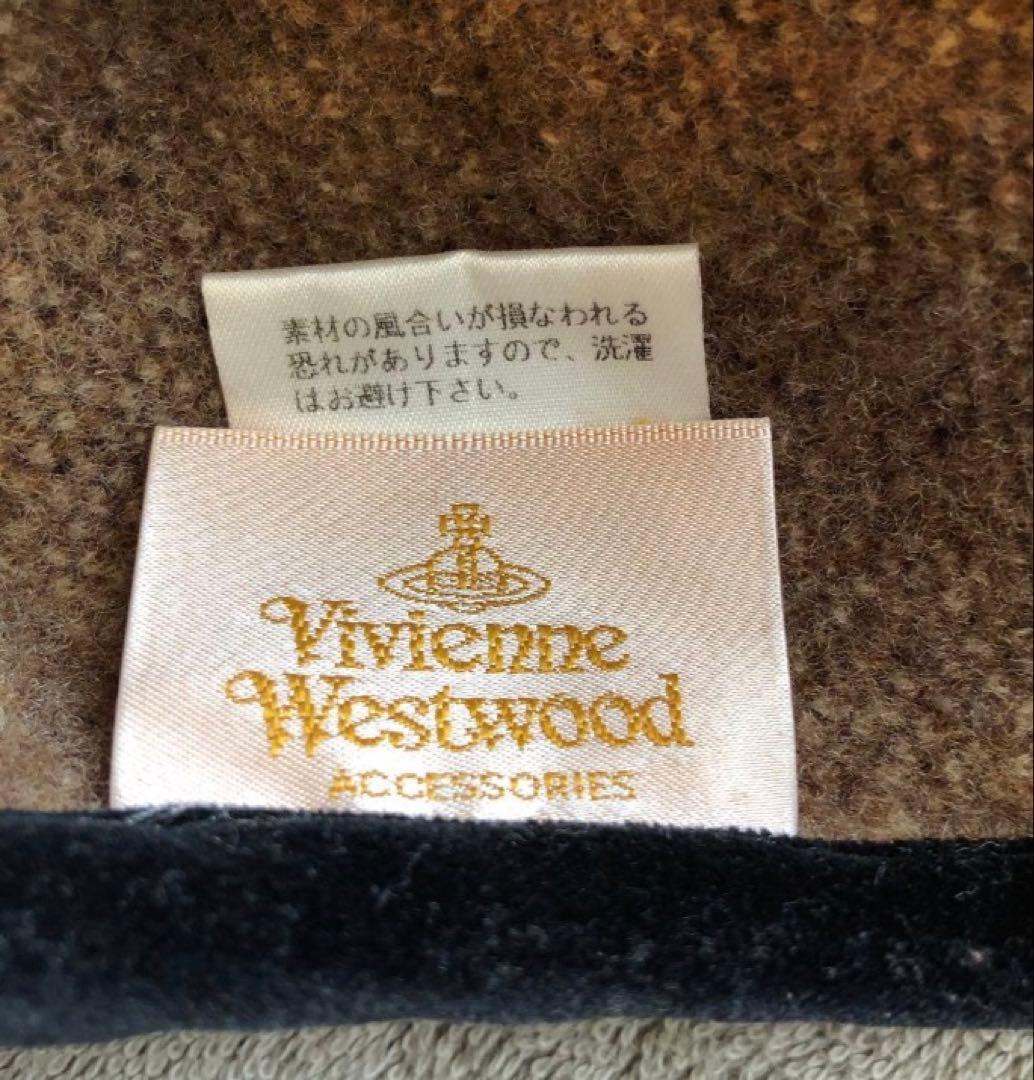 素材の風合いが損なわれる
恐れがありますので、洗濯
はお避け下さい。
Vivienne
Westwood
ACCESSORIES